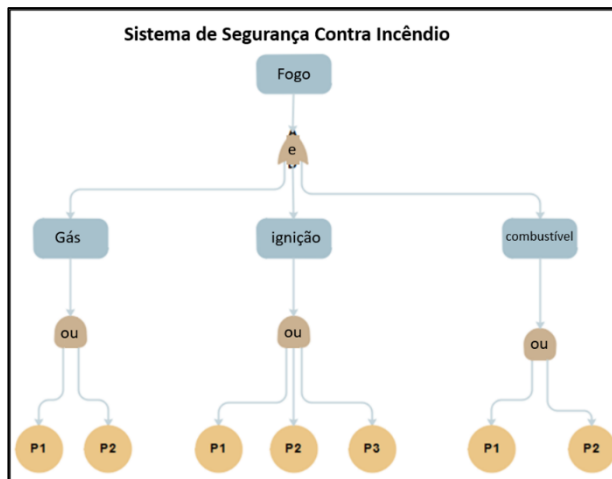 Sistema de Segurança Contra Incêndio
Fogo
e
Gás
ignição
combustível
ou
ou
ou
P1
P2
P1
P2
P3
P1
P2